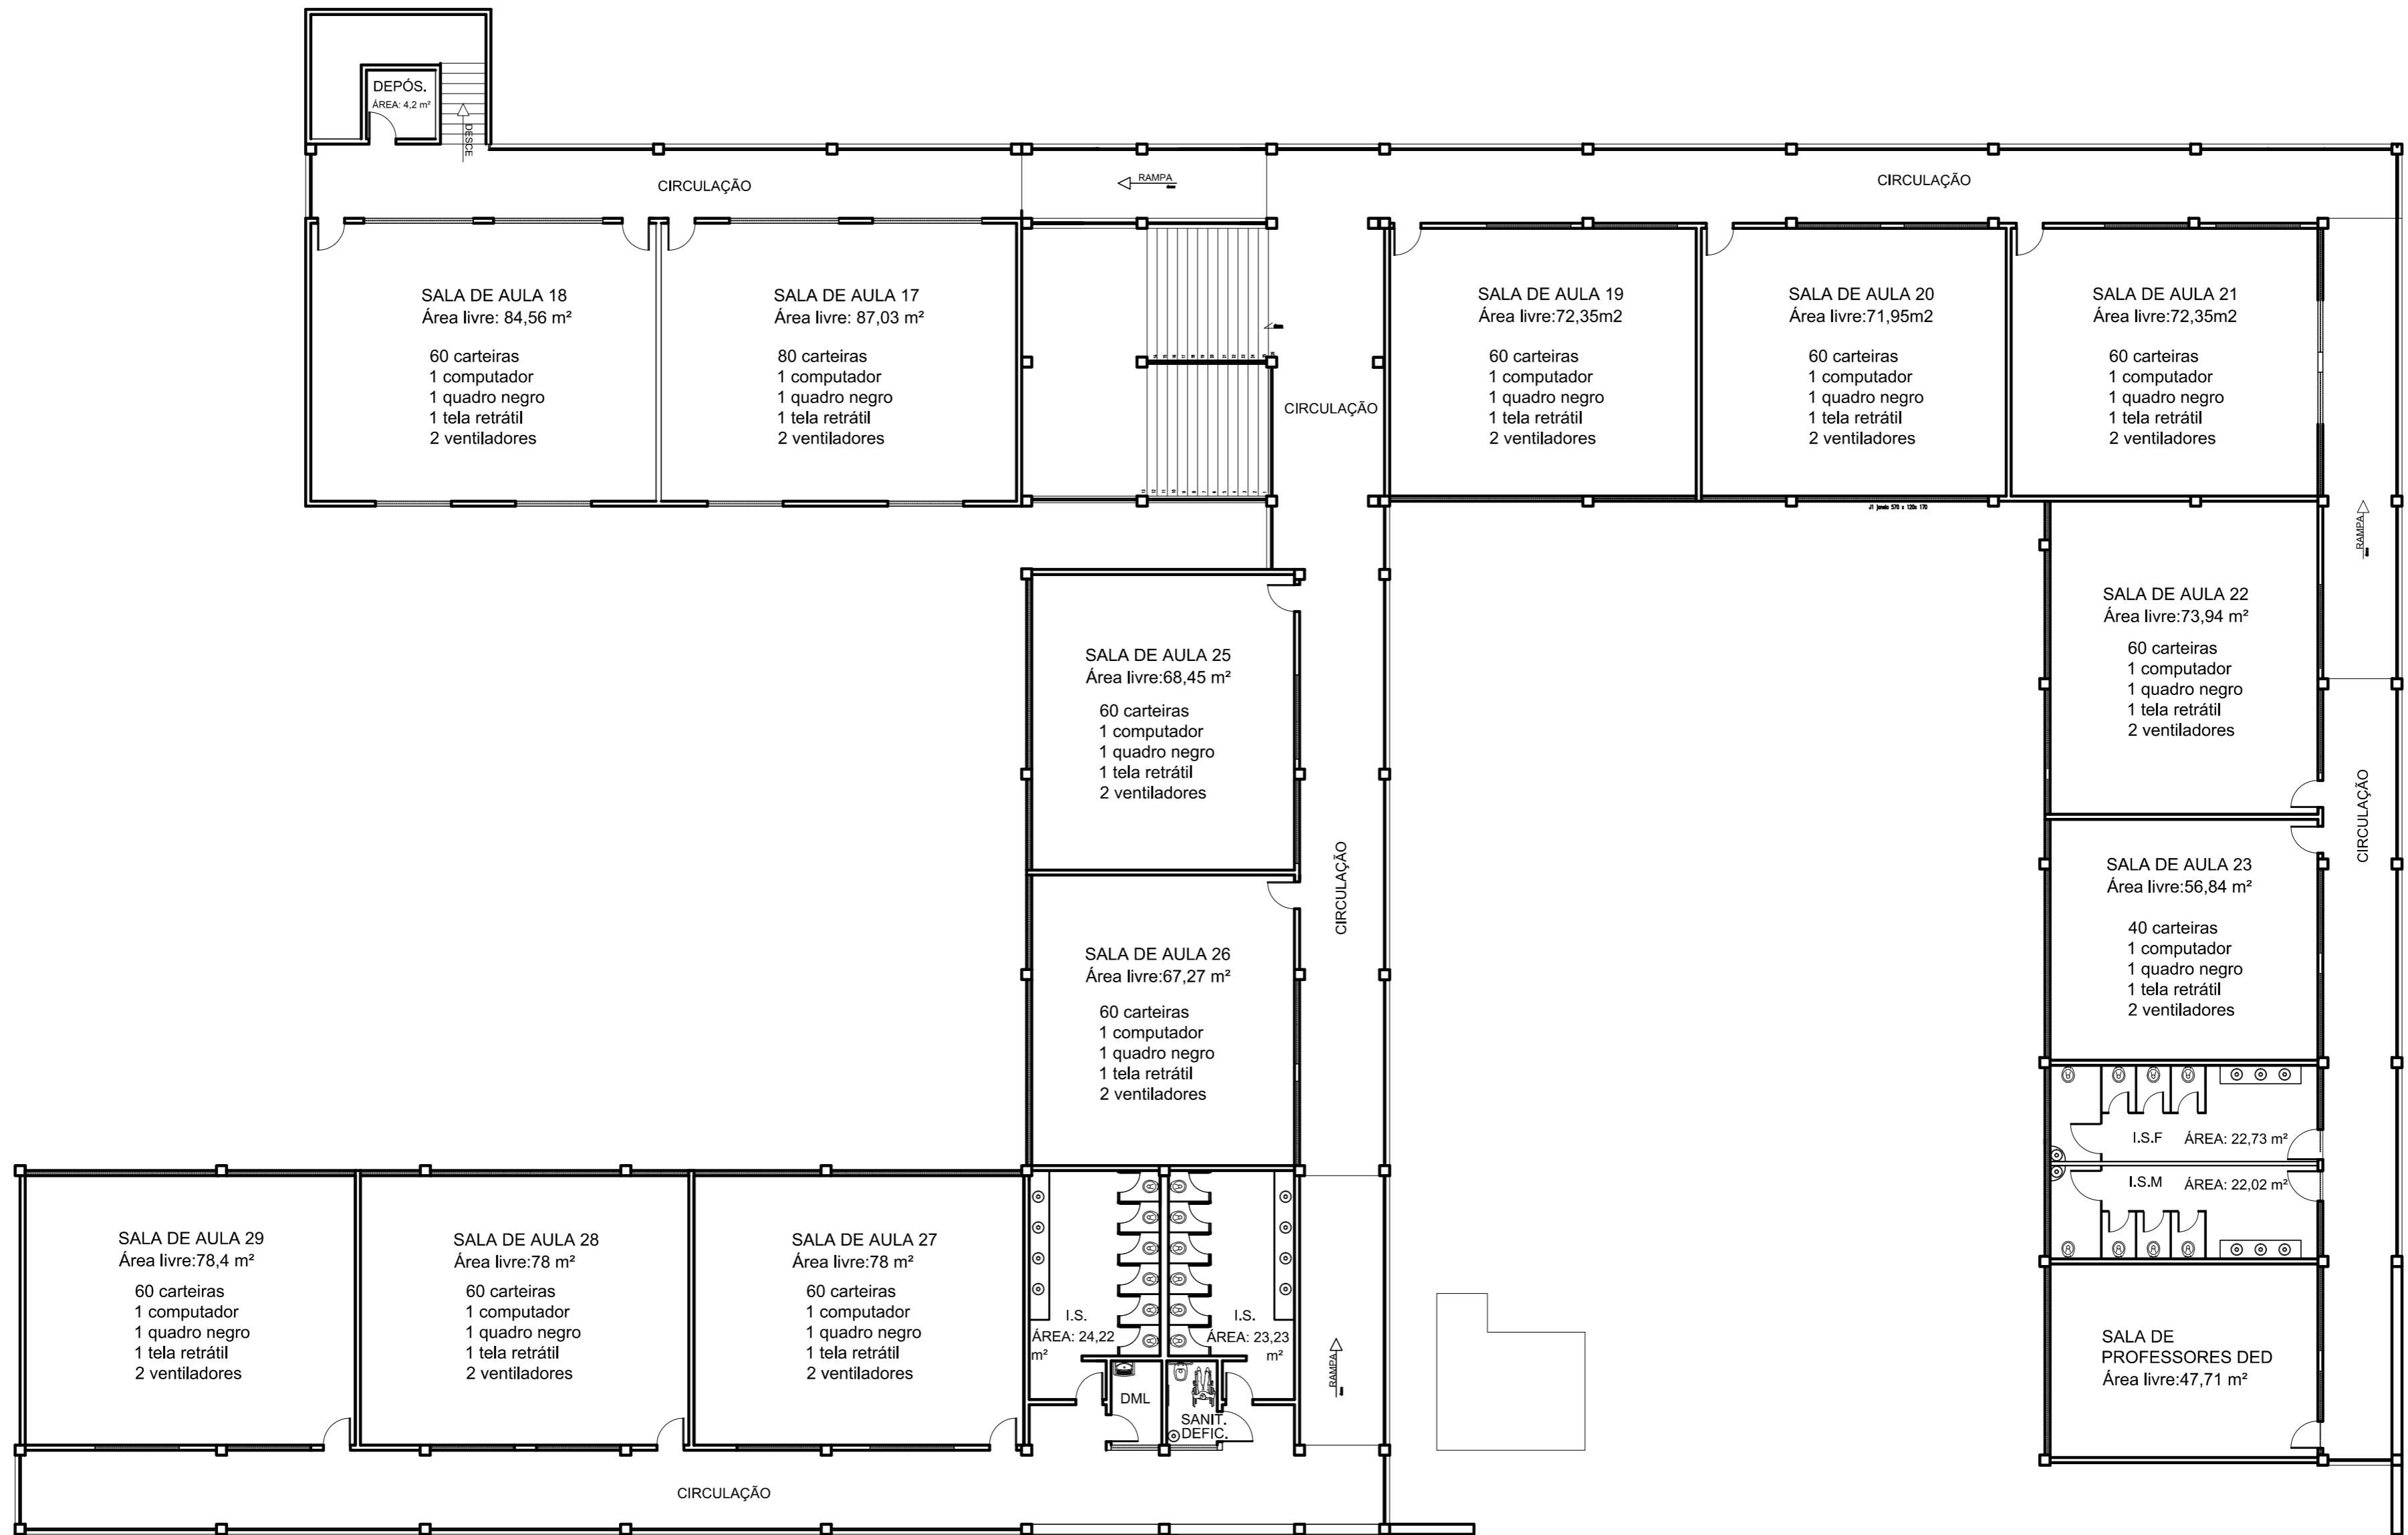 DEPÓS.
ÁREA: 4,2 m²
DESCE
CIRCULAÇÃO
RAMPA
CIRCULAÇÃO
SALA DE AULA 18
Área livre: 84,56 m²
60 carteiras
1 computador
1 quadro negro
1 tela retrátil
2 ventiladores
SALA DE AULA 17
Área livre: 87,03 m²
80 carteiras
1 computador
1 quadro negro
1 tela retrátil
2 ventiladores
CIRCULAÇÃO
SALA DE AULA 19
Área livre:72,35m2
60 carteiras
1 computador
1 quadro negro
1 tela retrátil
2 ventiladores
SALA DE AULA 20
Área livre:71,95m2
60 carteiras
1 computador
1 quadro negro
1 tela retrátil
2 ventiladores
SALA DE AULA 21
Área livre:72,35m2
60 carteiras
1 computador
1 quadro negro
1 tela retrátil
2 ventiladores
J1 janela 570 x 120x 170
RAMPA
SALA DE AULA 22
Área livre:73,94 m²
60 carteiras
1 computador
1 quadro negro
1 tela retrátil
2 ventiladores
SALA DE AULA 25
Área livre:68,45 m²
60 carteiras
1 computador
1 quadro negro
1 tela retrátil
2 ventiladores
CIRCULAÇÃO
CIRCULAÇÃO
SALA DE AULA 23
Área livre:56,84 m²
40 carteiras
1 computador
1 quadro negro
1 tela retrátil
2 ventiladores
SALA DE AULA 26
Área livre:67,27 m²
60 carteiras
1 computador
1 quadro negro
1 tela retrátil
2 ventiladores
I.S.F ÁREA: 22,73 m²
I.S.M ÁREA: 22,02 m²
SALA DE AULA 29
Área livre:78,4 m²
60 carteiras
1 computador
1 quadro negro
1 tela retrátil
2 ventiladores
SALA DE AULA 28
Área livre:78 m²
60 carteiras
1 computador
1 quadro negro
1 tela retrátil
2 ventiladores
SALA DE AULA 27
Área livre:78 m²
60 carteiras
1 computador
1 quadro negro
1 tela retrátil
2 ventiladores
I.S.
ÁREA: 24,22
m²
I.S.
ÁREA: 23,23
m²
DML
SANIT.
DEFIC.
RAMPA
SALA DE
PROFESSORES DED
Área livre:47,71 m²
CIRCULAÇÃO